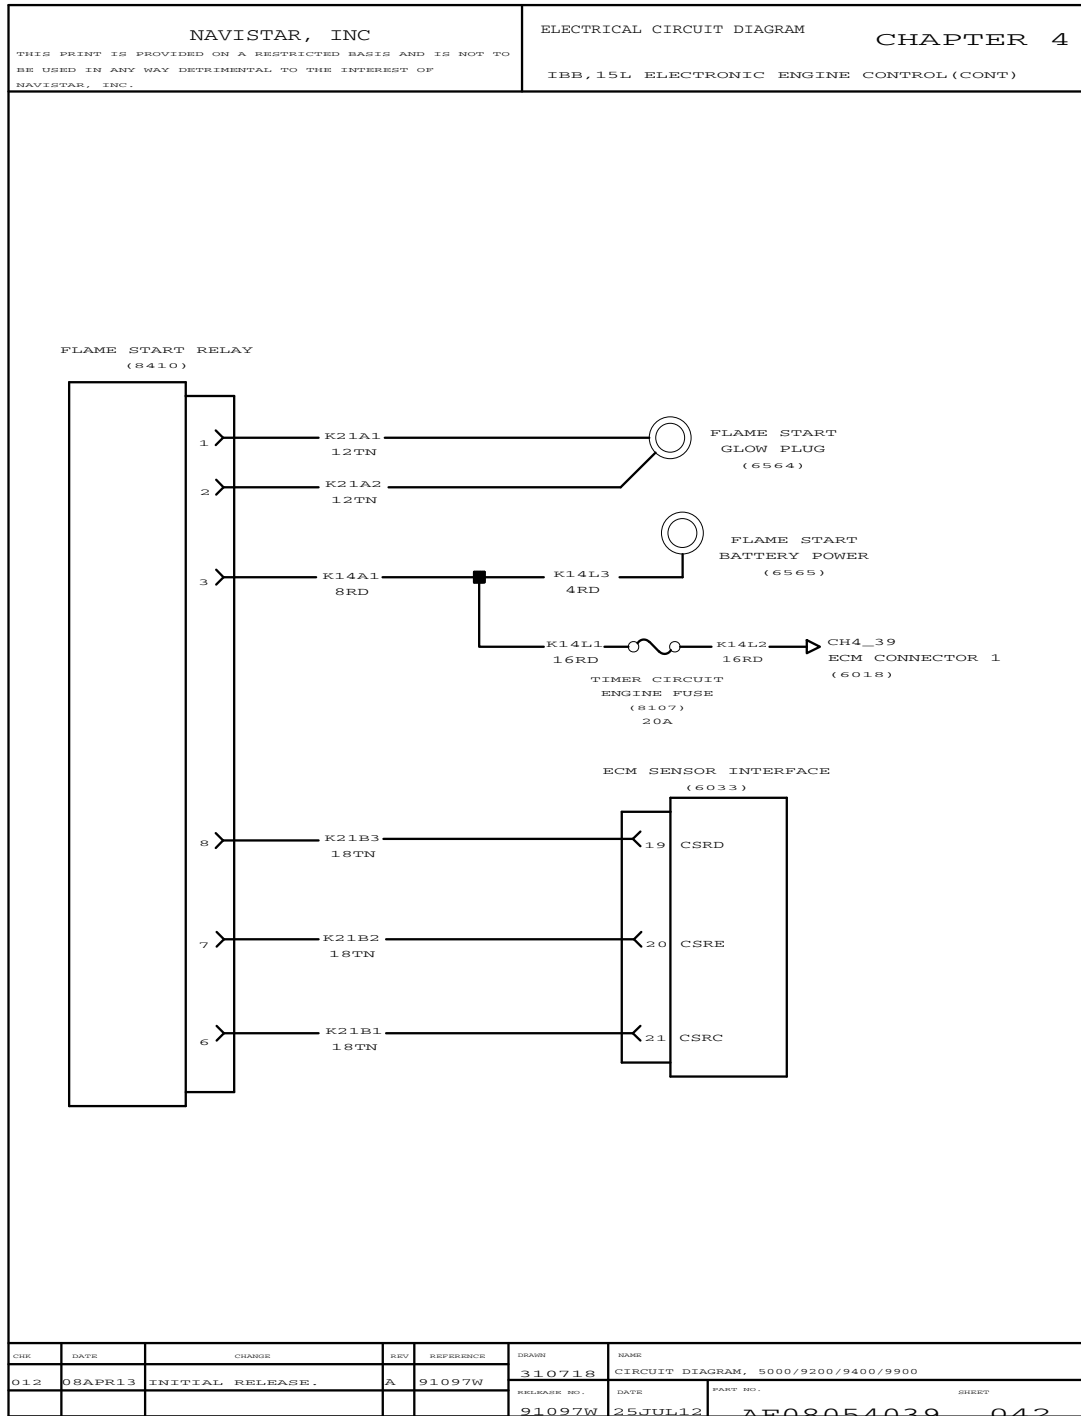 NAVISTAR, INC
THIS PRINT IS PROVIDED ON A RESTRICTED BASIS AND IS NOT TO
BE USED IN ANY WAY DETRIMENTAL TO THE INTEREST OF
NAVISTAR, INC.
ELECTRICAL CIRCUIT DIAGRAM
CHAPTER 4
IBB,15L ELECTRONIC ENGINE CONTROL(CONT)
FLAME START RELAY
(8410)
1
K21A1
12TN
FLAME START
GLOW PLUG
(6564)
2
K21A2
12TN
FLAME START
BATTERY POWER
(6565)
3
K14A1
8RD
K14L3
4RD
K14L1
16RD
K14L2
16RD
CH4_39
ECM CONNECTOR 1
(6018)
TIMER CIRCUIT
ENGINE FUSE
(8107)
20A
ECM SENSOR INTERFACE
(6033)
8
K21B3
18TN
19
CSRD
7
K21B2
18TN
20
CSRE
6
K21B1
18TN
21
CSRC
CHK DATE CHANGE REV REFERENCE
012 08APR13 INITIAL RELEASE. A 91097W
DRAWN
310718
NAME
CIRCUIT DIAGRAM, 5000/9200/9400/9900
RELEASE NO.
91097W
DATE
25JUL12
PART NO.
AF08054039
SHEET
042